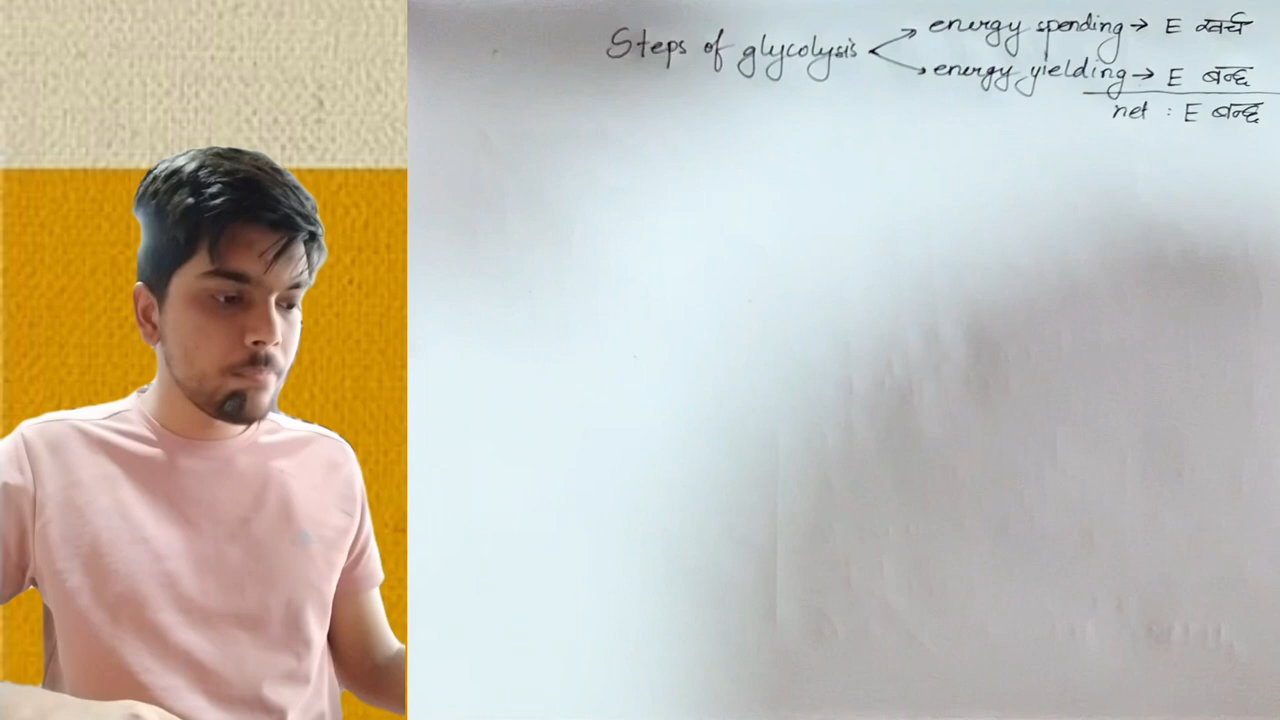 Steps of glycolysis
energy spending → E खर्च
energy yielding → E बन्छ
net : E बन्छ